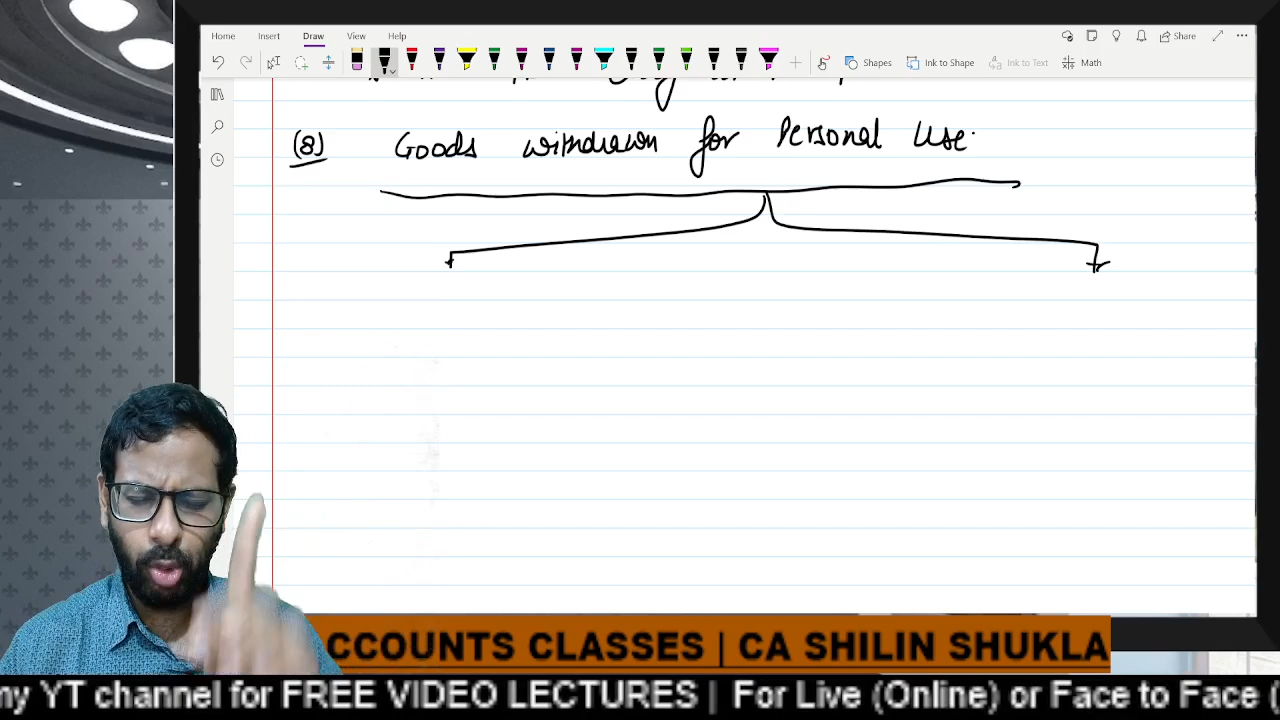 Home Insert Draw View Help Share
Shapes Ink to Shape Ink to Text Math
(8) Goods withdrawn for Personal Use.
CCOUNTS CLASSES | CA SHILIN SHUKLA
my YT channel for FREE VIDEO LECTURES | For Live (Online) or Face to Face (